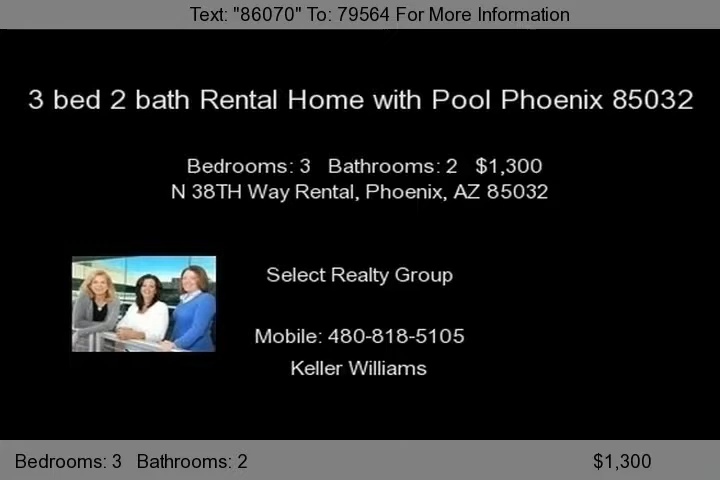 Text: "86070" To: 79564 For More Information
3 bed 2 bath Rental Home with Pool Phoenix 85032
Bedrooms: 3 Bathrooms: 2 $1,300
N 38TH Way Rental, Phoenix, AZ 85032
Select Realty Group
Mobile: 480-818-5105
Keller Williams
Bedrooms: 3 Bathrooms: 2 $1,300